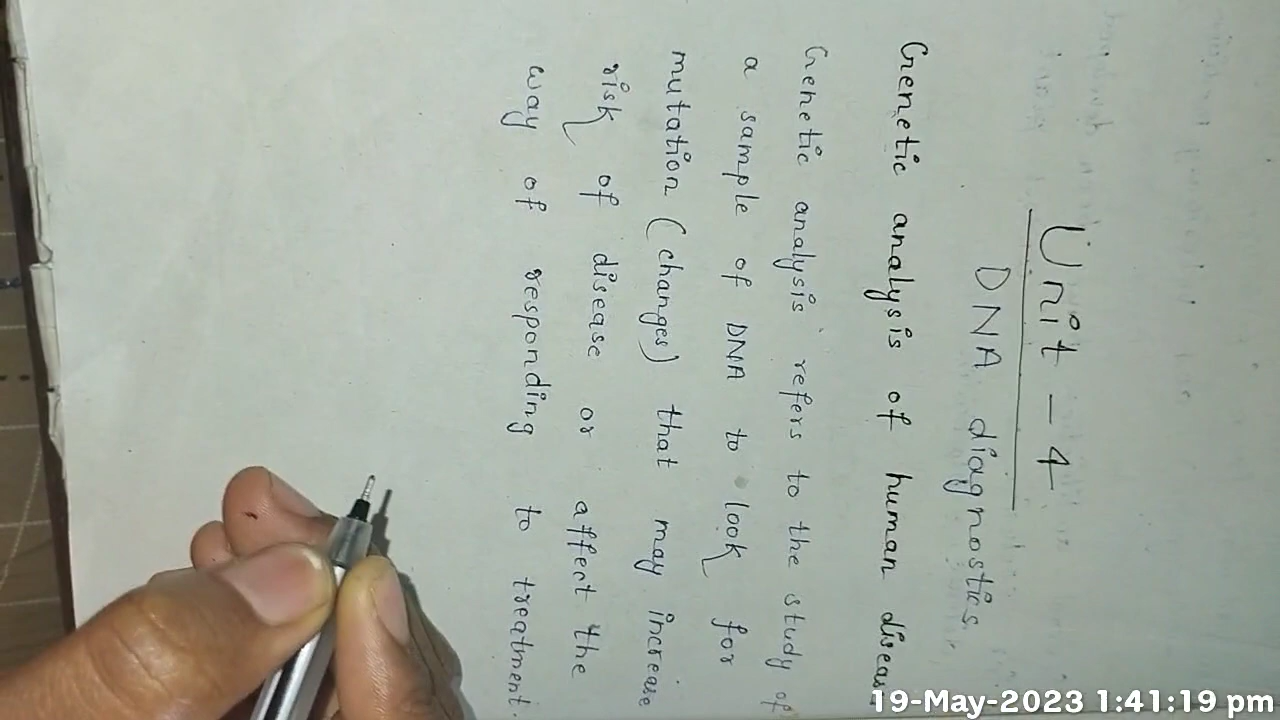 Unit - 4
DNA diagnostics.
Genetic analysis of human diseas
Genetic analysis refers to the study of
a sample of DNA to look for
mutation (changes) that may increase
risk of disease or affect the
way of responding to treatment.
19-May-2023 1:41:19 pm